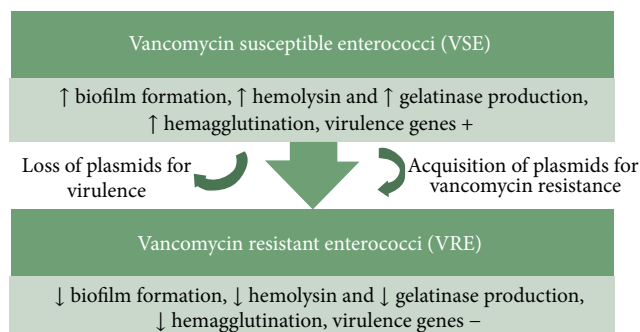 Vancomycin susceptible enterococci (VSE)
↑ biofilm formation, ↑ hemolysin and ↑ gelatinase production,
↑ hemagglutination, virulence genes +
Loss of plasmids for
virulence
Acquisition of plasmids for
vancomycin resistance
Vancomycin resistant enterococci (VRE)
↓ biofilm formation, ↓ hemolysin and ↓ gelatinase production,
↓ hemagglutination, virulence genes −